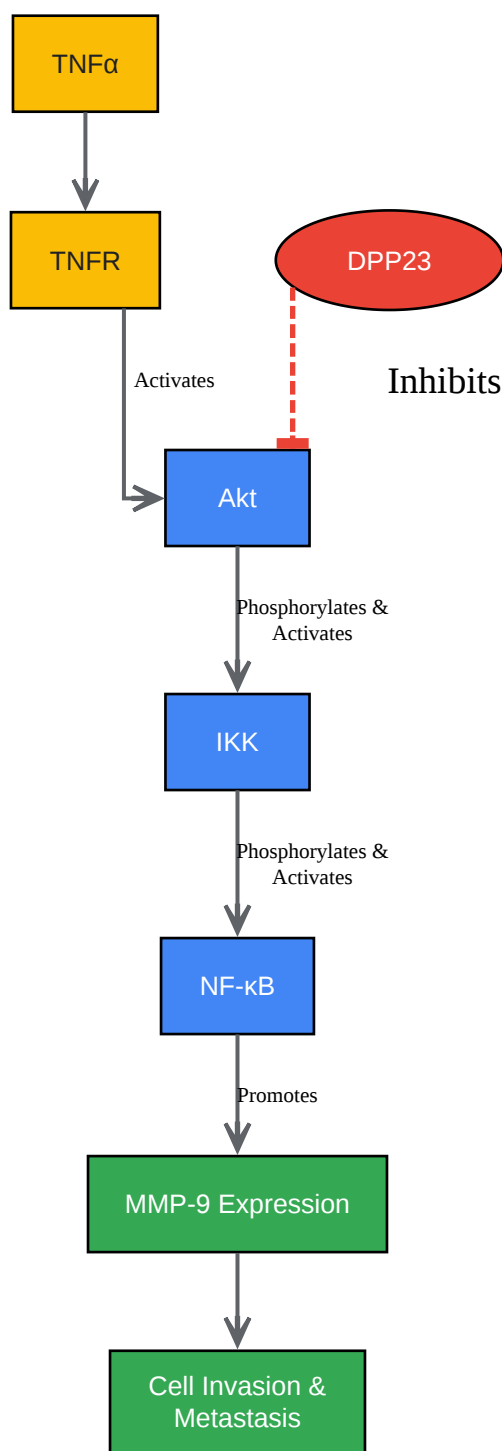 TNFα
TNFR
DPP23
Activates
Inhibits
Akt
Phosphorylates &
Activates
IKK
Phosphorylates &
Activates
NF-κB
Promotes
MMP-9 Expression
Cell Invasion &
Metastasis